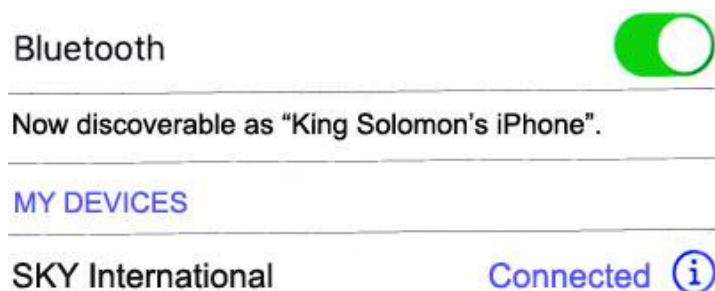 Bluetooth
Now discoverable as “King Solomon’s iPhone”.
MY DEVICES
SKY International Connected